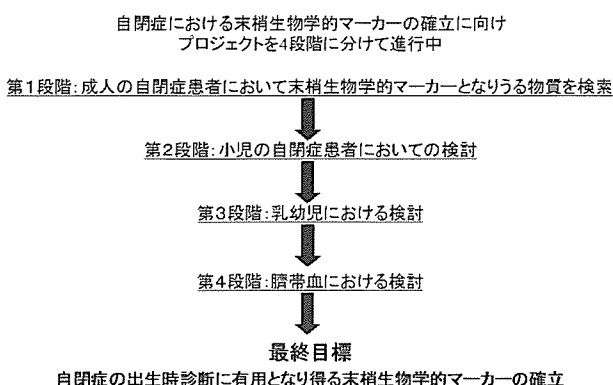 自閉症における末梢生物学的マーカーの確立に向け
プロジェクトを4段階に分けて進行中
第1段階:成人の自閉症患者において末梢生物学的マーカーとなりうる物質を検索
第2段階:小児の自閉症患者においての検討
第3段階:乳幼児における検討
第4段階:臍帯血における検討
最終目標
自閉症の出生時診断に有用となり得る末梢生物学的マーカーの確立